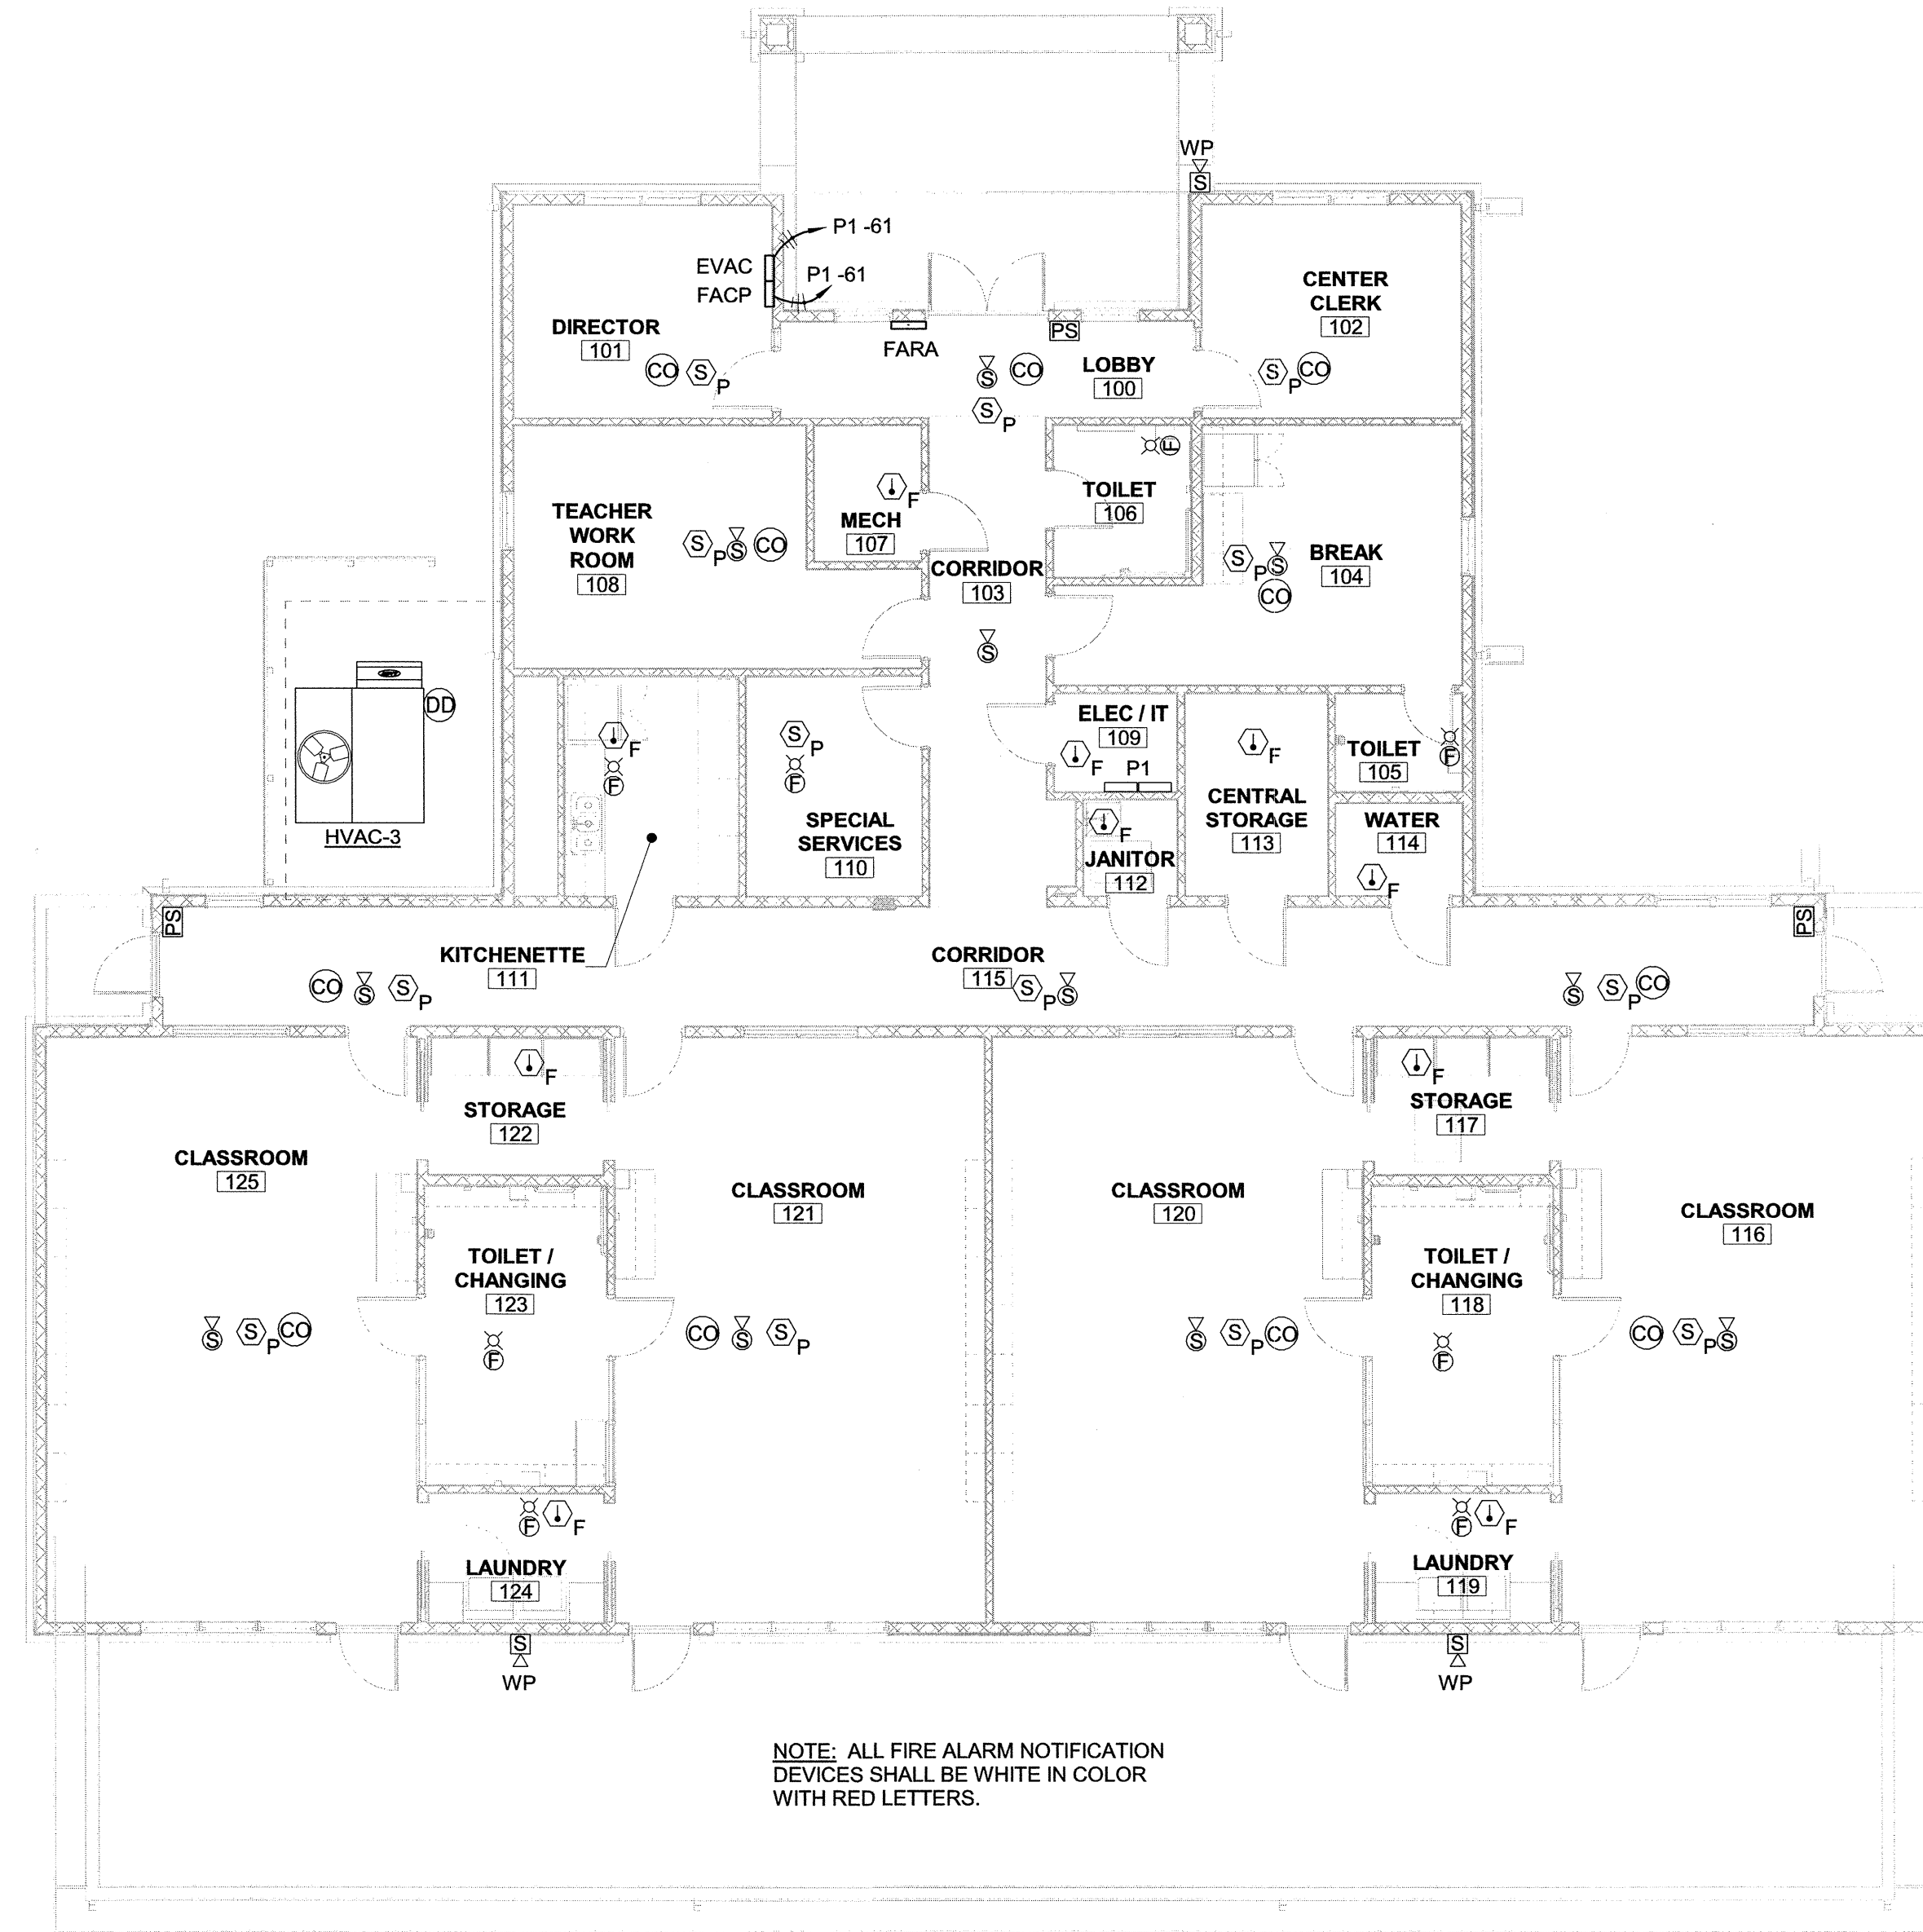 WP
S
P1 -61
EVAC
P1 -61
FACP
CENTER
CLERK
102
DIRECTOR
101
FARA
PS
LOBBY
100
CO
S
P
S
CO
S
P
CO
S
P
F
TOILET
106
F
MECH
107
TEACHER
WORK
ROOM
108
S
P
S
CO
BREAK
104
S
P
S
CO
CORRIDOR
103
S
DD
HVAC-3
F
F
S
P
F
SPECIAL
SERVICES
110
ELEC / IT
109
F
P1
F
CENTRAL
STORAGE
113
TOILET
105
F
F
JANITOR
112
WATER
114
F
PS
PS
KITCHENETTE
111
CORRIDOR
115
S
P
S
CO
S
S
P
S
S
P
CO
F
STORAGE
122
F
STORAGE
117
CLASSROOM
125
CLASSROOM
121
CLASSROOM
120
CLASSROOM
116
TOILET /
CHANGING
123
TOILET /
CHANGING
118
S
S
P
CO
F
CO
S
S
P
S
S
P
CO
F
CO
S
P
S
F
F
F
F
LAUNDRY
124
LAUNDRY
119
S
WP
S
WP
NOTE: ALL FIRE ALARM NOTIFICATION
DEVICES SHALL BE WHITE IN COLOR
WITH RED LETTERS.